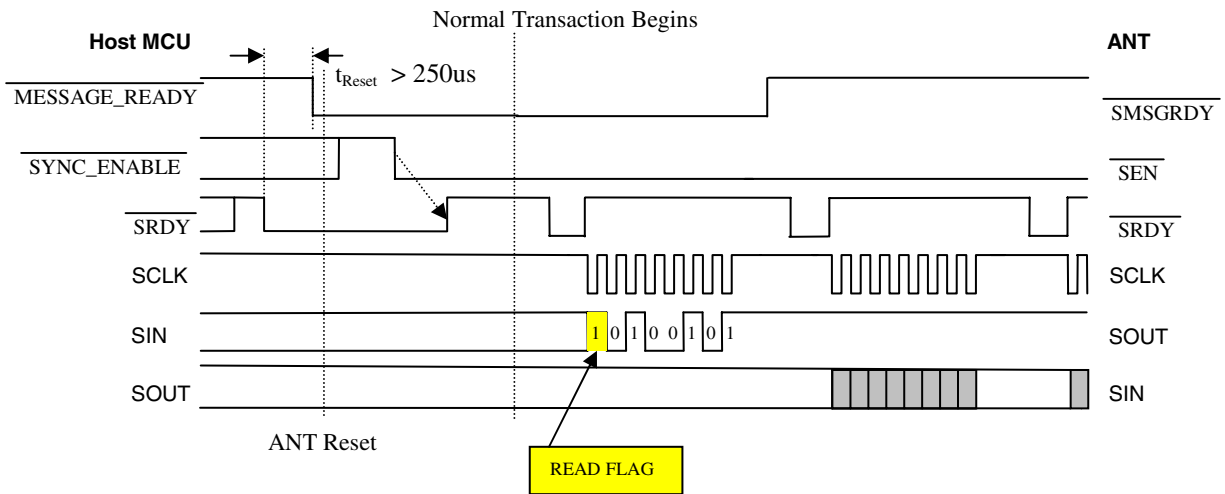 Normal Transaction Begins
Host MCU
ANT
t_Reset > 250us
MESSAGE_READY
SMSGRDY
SYNC_ENABLE
SEN
SRDY
SRDY
SCLK
SCLK
SIN
1 0 1 0 0 1 0 1
SOUT
SOUT
SIN
ANT Reset
READ FLAG